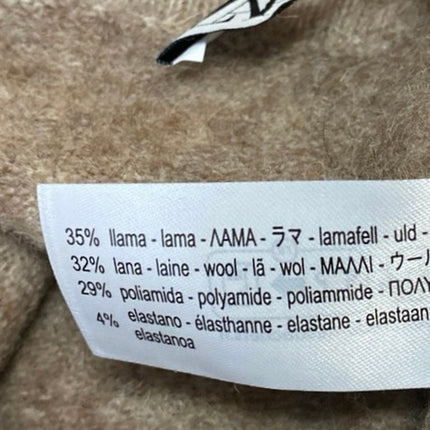 35% llama - lama - ΛΑΜΑ - ラマ - lamafell - uld -
32% lana - laine - wool - lã - wol - ΜΑΛΛΙ - ウール
29% poliamida - polyamide - poliammide - ΠΟΛΥ
4% elastano - élasthanne - elastane - elastaan
elastanoa